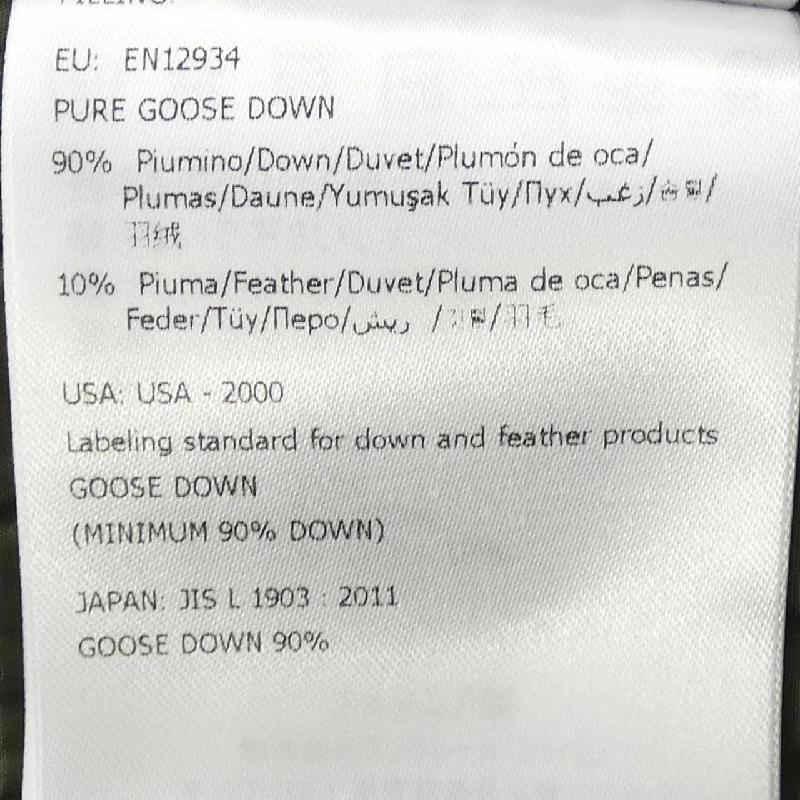 FILLING:
EU: EN12934
PURE GOOSE DOWN
90% Piumino/Down/Duvet/Plumón de oca/
Plumas/Daune/Yumuşak Tüy/Пух/زغب/
羽绒
10% Piuma/Feather/Duvet/Pluma de oca/Penas/
Feder/Tüy/Перо/ريش /羽毛
USA: USA - 2000
Labeling standard for down and feather products
GOOSE DOWN
(MINIMUM 90% DOWN)
JAPAN: JIS L 1903 : 2011
GOOSE DOWN 90%